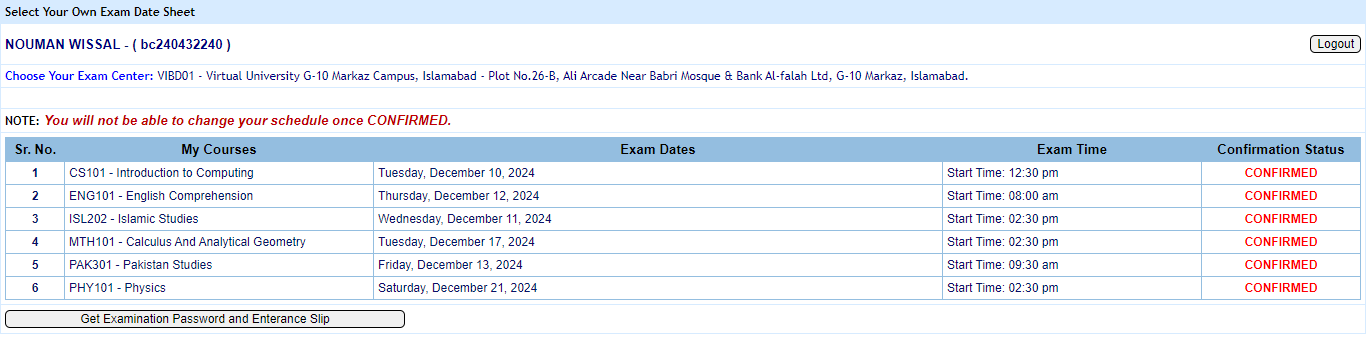 Select Your Own Exam Date Sheet
NOUMAN WISSAL - ( bc240432240 ) Logout
Choose Your Exam Center: VIBD01 - Virtual University G-10 Markaz Campus, Islamabad - Plot No.26-B, Ali Arcade Near Babri Mosque & Bank Al-falah Ltd, G-10 Markaz, Islamabad.
NOTE: You will not be able to change your schedule once CONFIRMED.
Sr. No. My Courses Exam Dates Exam Time Confirmation Status
1 CS101 - Introduction to Computing Tuesday, December 10, 2024 Start Time: 12:30 pm CONFIRMED
2 ENG101 - English Comprehension Thursday, December 12, 2024 Start Time: 08:00 am CONFIRMED
3 ISL202 - Islamic Studies Wednesday, December 11, 2024 Start Time: 02:30 pm CONFIRMED
4 MTH101 - Calculus And Analytical Geometry Tuesday, December 17, 2024 Start Time: 02:30 pm CONFIRMED
5 PAK301 - Pakistan Studies Friday, December 13, 2024 Start Time: 09:30 am CONFIRMED
6 PHY101 - Physics Saturday, December 21, 2024 Start Time: 02:30 pm CONFIRMED
Get Examination Password and Enterance Slip